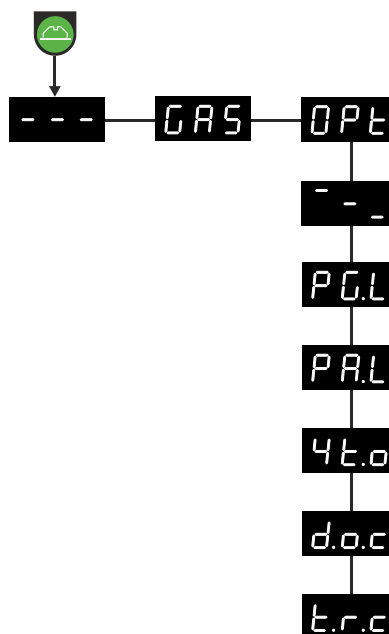 - - - GAS OPt
¯ - _
PG.L
PA.L
4t.o
d.o.c
t.r.c